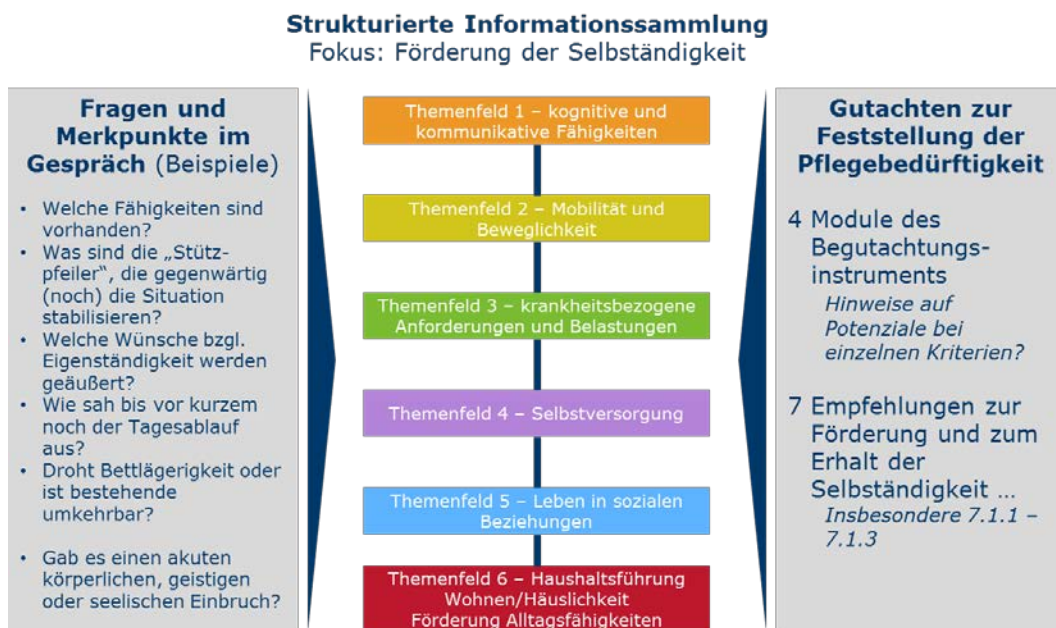 Strukturierte Informationssammlung
Fokus: Förderung der Selbständigkeit
Fragen und
Merkpunkte im
Gespräch (Beispiele)
• Welche Fähigkeiten sind
vorhanden?
• Was sind die „Stütz-
pfeiler“, die gegenwärtig
(noch) die Situation
stabilisieren?
• Welche Wünsche bzgl.
Eigenständigkeit werden
geäußert?
• Wie sah bis vor kurzem
noch der Tagesablauf
aus?
• Droht Bettlägerigkeit oder
ist bestehende
umkehrbar?
• Gab es einen akuten
körperlichen, geistigen
oder seelischen Einbruch?
Themenfeld 1 – kognitive und
kommunikative Fähigkeiten
Themenfeld 2 – Mobilität und
Beweglichkeit
Themenfeld 3 – krankheitsbezogene
Anforderungen und Belastungen
Themenfeld 4 – Selbstversorgung
Themenfeld 5 – Leben in sozialen
Beziehungen
Themenfeld 6 – Haushaltsführung
Wohnen/Häuslichkeit
Förderung Alltagsfähigkeiten
Gutachten zur
Feststellung der
Pflegebedürftigkeit
4 Module des
Begutachtungs-
instruments
Hinweise auf
Potenziale bei
einzelnen Kriterien?
7 Empfehlungen zur
Förderung und zum
Erhalt der
Selbständigkeit …
Insbesondere 7.1.1 –
7.1.3